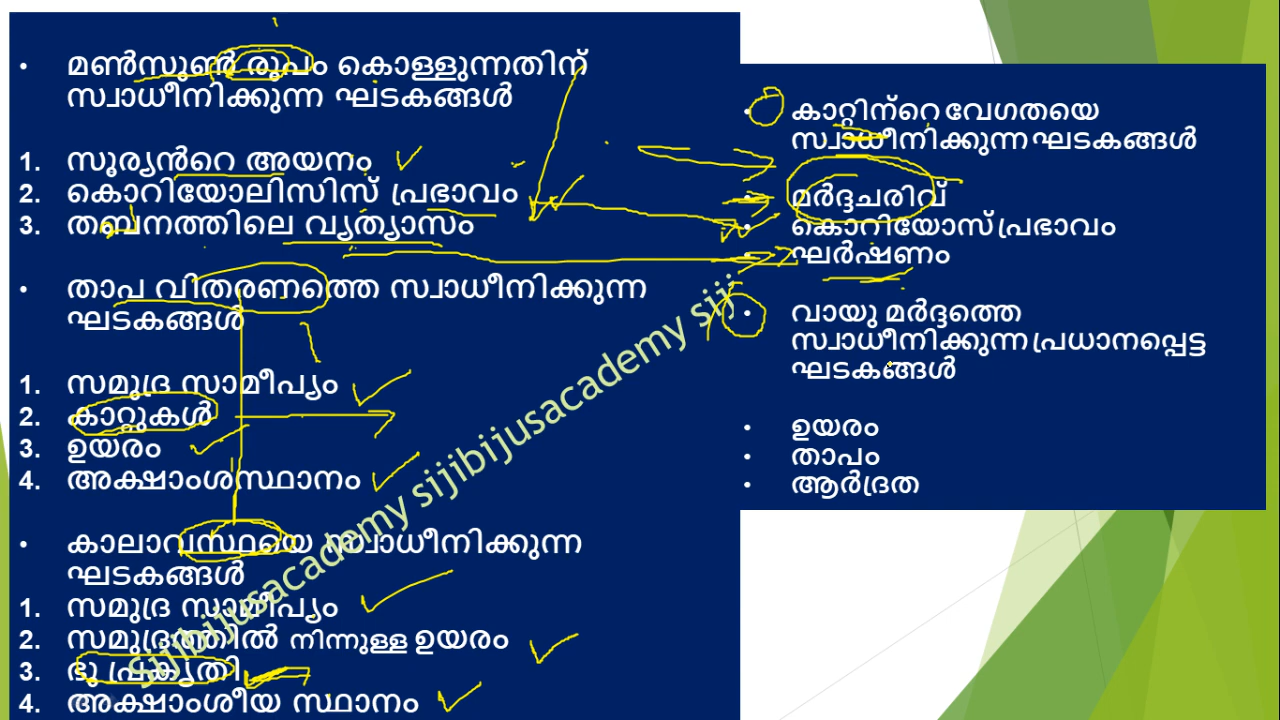 മൺസൂൺ രൂപം കൊള്ളുന്നതിന്
സ്വാധീനിക്കുന്ന ഘടകങ്ങൾ
1. സൂര്യൻറെ അയനം
2. കൊറിയോലിസിസ് പ്രഭാവം
3. തബനത്തിലെ വ്യത്യാസം
താപ വിതരണത്തെ സ്വാധീനിക്കുന്ന
ഘടകങ്ങൾ
1. സമുദ്ര സാമീപ്യം
2. കാറ്റുകൾ
3. ഉയരം
4. അക്ഷാംശസ്ഥാനം
കാലാവസ്ഥയെ സ്വാധീനിക്കുന്ന
ഘടകങ്ങൾ
1. സമുദ്ര സാമീപ്യം
2. സമുദ്രത്തിൽ നിന്നുള്ള ഉയരം
3. ഭൂ പ്രകൃതി
4. അക്ഷാംശീയ സ്ഥാനം
കാറ്റിന്റെ വേഗതയെ
സ്വാധീനിക്കുന്ന ഘടകങ്ങൾ
മർദ്ദചരിവ്
കൊറിയോസ് പ്രഭാവം
ഘർഷണം
വായു മർദ്ദത്തെ
സ്വാധീനിക്കുന്ന പ്രധാനപ്പെട്ട
ഘടകങ്ങൾ
ഉയരം
താപം
ആർദ്രത
sijibijusacademy sijibijusacademy sij